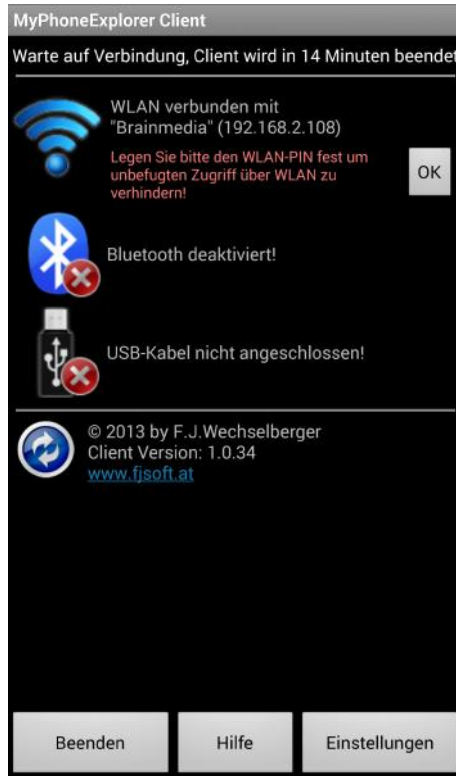 MyPhoneExplorer Client
Warte auf Verbindung, Client wird in 14 Minuten beendet
WLAN verbunden mit
"Brainmedia" (192.168.2.108)
Legen Sie bitte den WLAN-PIN fest um
unbefugten Zugriff über WLAN zu
verhindern!
OK
Bluetooth deaktiviert!
USB-Kabel nicht angeschlossen!
© 2013 by F.J.Wechselberger
Client Version: 1.0.34
www.fjsoft.at
Beenden
Hilfe
Einstellungen